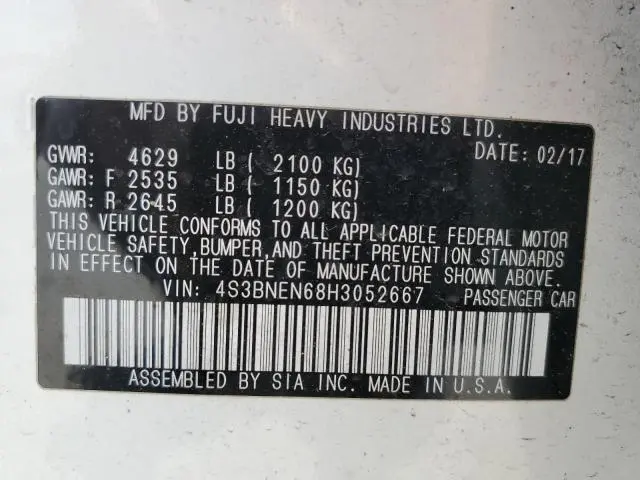 MFD BY FUJI HEAVY INDUSTRIES LTD.
DATE: 02/17
GVWR: 4629 LB ( 2100 KG)
GAWR: F 2535 LB ( 1150 KG)
GAWR: R 2645 LB ( 1200 KG)
THIS VEHICLE CONFORMS TO ALL APPLICABLE FEDERAL MOTOR
VEHICLE SAFETY,BUMPER,AND THEFT PREVENTION STANDARDS
IN EFFECT ON THE DATE OF MANUFACTURE SHOWN ABOVE.
VIN: 4S3BNEN68H3052667 PASSENGER CAR
ASSEMBLED BY SIA INC. MADE IN U.S.A.